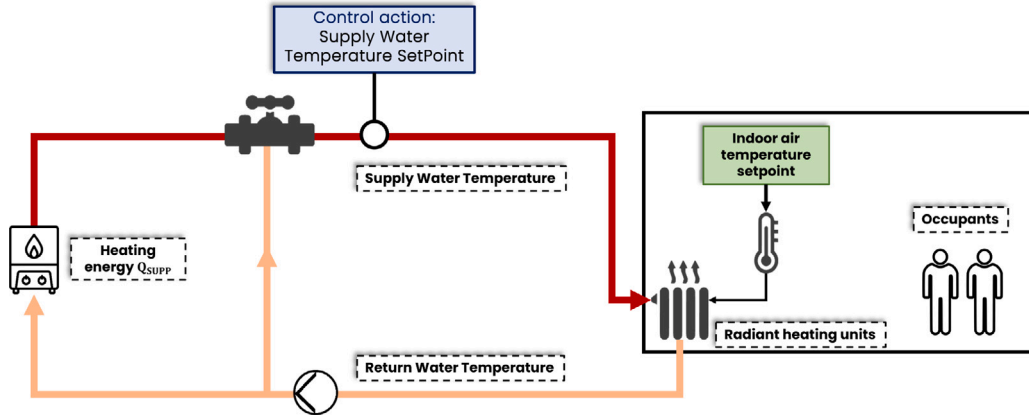 Control action:
Supply Water
Temperature SetPoint
Supply Water Temperature
Indoor air
temperature
setpoint
Occupants
Heating
energy Q_SUPP
Radiant heating units
Return Water Temperature